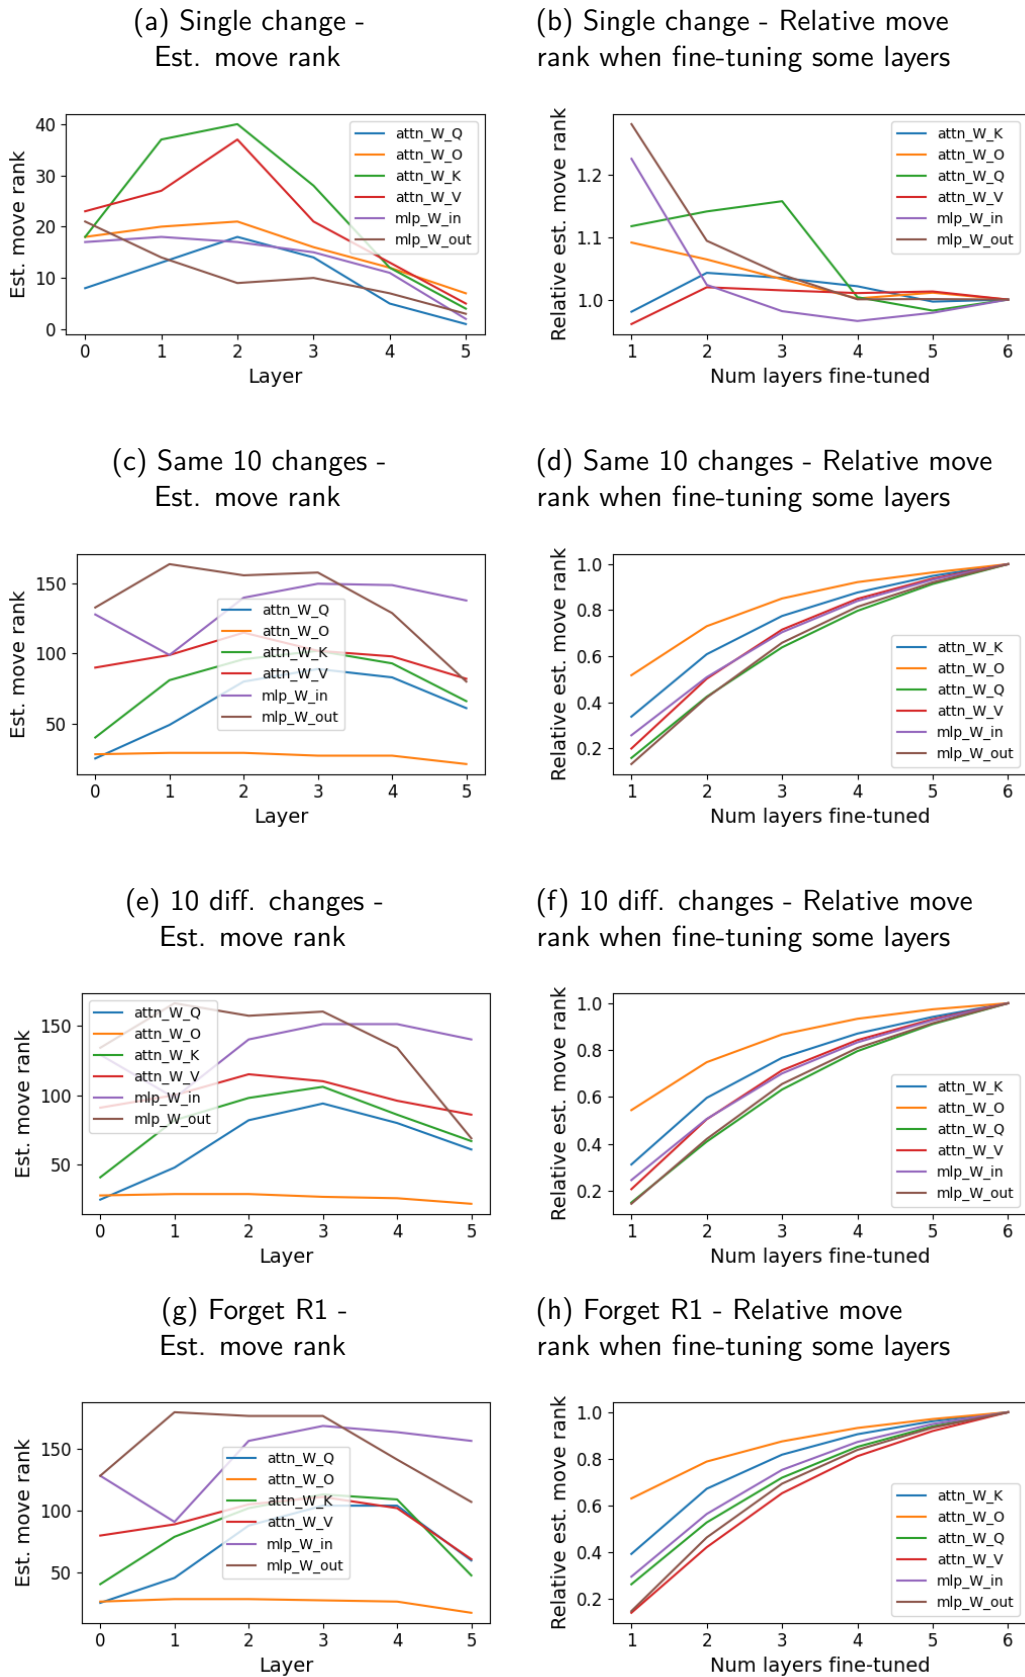 (a) Single change -
Est. move rank
Est. move rank
40
30
20
10
0
attn_W_Q
attn_W_O
attn_W_K
attn_W_V
mlp_W_in
mlp_W_out
0 1 2 3 4 5
Layer
(b) Single change - Relative move
rank when fine-tuning some layers
Relative est. move rank
1.2
1.1
1.0
attn_W_K
attn_W_O
attn_W_Q
attn_W_V
mlp_W_in
mlp_W_out
1 2 3 4 5 6
Num layers fine-tuned
(c) Same 10 changes -
Est. move rank
Est. move rank
150
100
50
attn_W_Q
attn_W_O
attn_W_K
attn_W_V
mlp_W_in
mlp_W_out
0 1 2 3 4 5
Layer
(d) Same 10 changes - Relative move
rank when fine-tuning some layers
Relative est. move rank
1.0
0.8
0.6
0.4
0.2
attn_W_K
attn_W_O
attn_W_Q
attn_W_V
mlp_W_in
mlp_W_out
1 2 3 4 5 6
Num layers fine-tuned
(e) 10 diff. changes -
Est. move rank
Est. move rank
150
100
50
attn_W_Q
attn_W_O
attn_W_K
attn_W_V
mlp_W_in
mlp_W_out
0 1 2 3 4 5
Layer
(f) 10 diff. changes - Relative move
rank when fine-tuning some layers
Relative est. move rank
1.0
0.8
0.6
0.4
0.2
attn_W_K
attn_W_O
attn_W_Q
attn_W_V
mlp_W_in
mlp_W_out
1 2 3 4 5 6
Num layers fine-tuned
(g) Forget R1 -
Est. move rank
Est. move rank
150
100
50
attn_W_Q
attn_W_O
attn_W_K
attn_W_V
mlp_W_in
mlp_W_out
0 1 2 3 4 5
Layer
(h) Forget R1 - Relative move
rank when fine-tuning some layers
Relative est. move rank
1.0
0.8
0.6
0.4
0.2
attn_W_K
attn_W_O
attn_W_Q
attn_W_V
mlp_W_in
mlp_W_out
1 2 3 4 5 6
Num layers fine-tuned